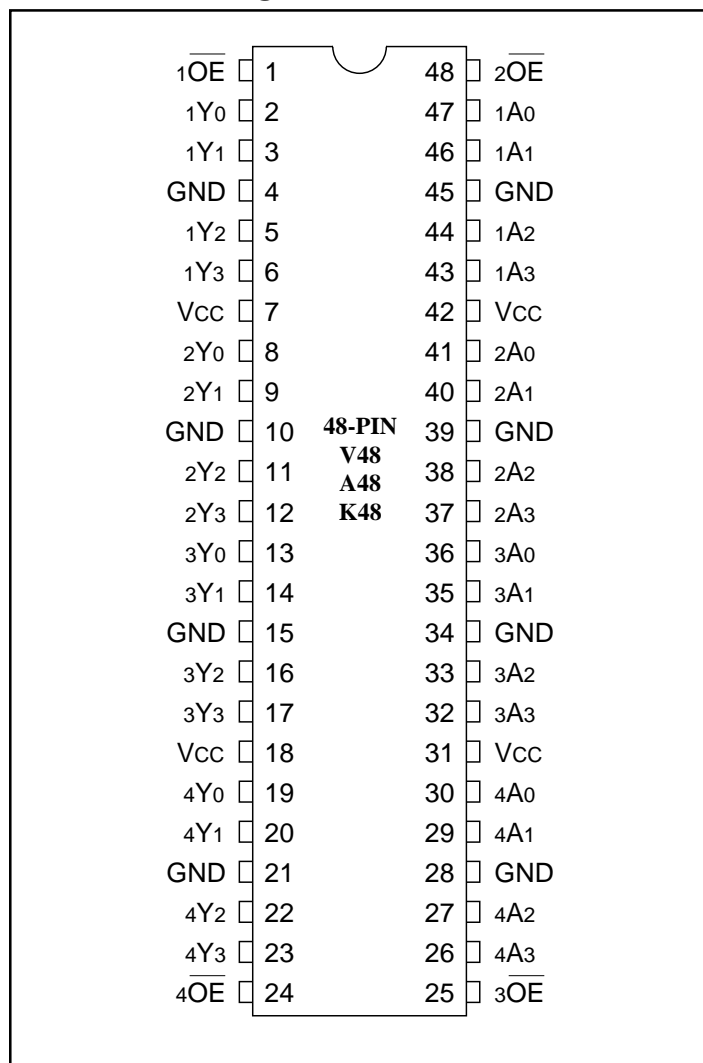 1OE 1 48 2OE
1Y0 2 47 1A0
1Y1 3 46 1A1
GND 4 45 GND
1Y2 5 44 1A2
1Y3 6 43 1A3
VCC 7 42 VCC
2Y0 8 41 2A0
2Y1 9 40 2A1
GND 10 48-PIN 39 GND
V48
2Y2 11 38 2A2
A48
2Y3 12 K48 37 2A3
3Y0 13 36 3A0
3Y1 14 35 3A1
GND 15 34 GND
3Y2 16 33 3A2
3Y3 17 32 3A3
VCC 18 31 VCC
4Y0 19 30 4A0
4Y1 20 29 4A1
GND 21 28 GND
4Y2 22 27 4A2
4Y3 23 26 4A3
4OE 24 25 3OE